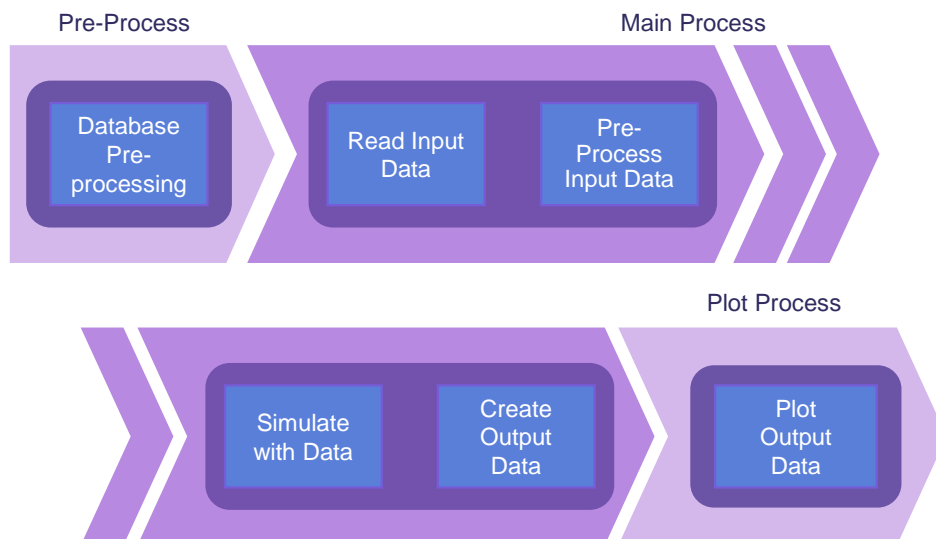 Pre-Process
Main Process
Database
Pre-
processing
Read Input
Data
Pre-
Process
Input Data
Plot Process
Simulate
with Data
Create
Output
Data
Plot
Output
Data